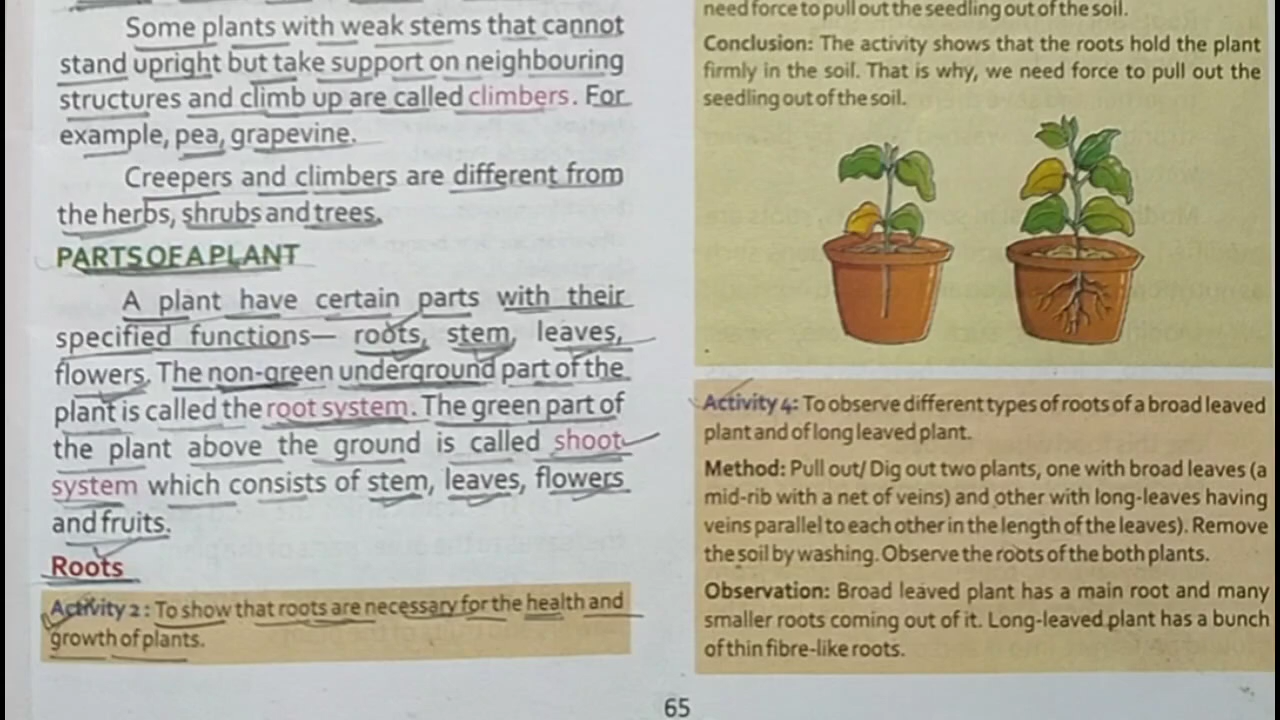 Some plants with weak stems that cannot
stand upright but take support on neighbouring
structures and climb up are called climbers. For
example, pea, grapevine.
Creepers and climbers are different from
the herbs, shrubs and trees.
PARTS OF A PLANT
A plant have certain parts with their
specified functions— roots, stem, leaves,
flowers. The non-green underground part of the
plant is called the root system. The green part of
the plant above the ground is called shoot
system which consists of stem, leaves, flowers
and fruits.
Roots
Activity 2: To show that roots are necessary for the health and
growth of plants.
need force to pull out the seedling out of the soil.
Conclusion: The activity shows that the roots hold the plant
firmly in the soil. That is why, we need force to pull out the
seedling out of the soil.
Activity 4: To observe different types of roots of a broad leaved
plant and of long leaved plant.
Method: Pull out/ Dig out two plants, one with broad leaves (a
mid-rib with a net of veins) and other with long-leaves having
veins parallel to each other in the length of the leaves). Remove
the soil by washing. Observe the roots of the both plants.
Observation: Broad leaved plant has a main root and many
smaller roots coming out of it. Long-leaved plant has a bunch
of thin fibre-like roots.
65